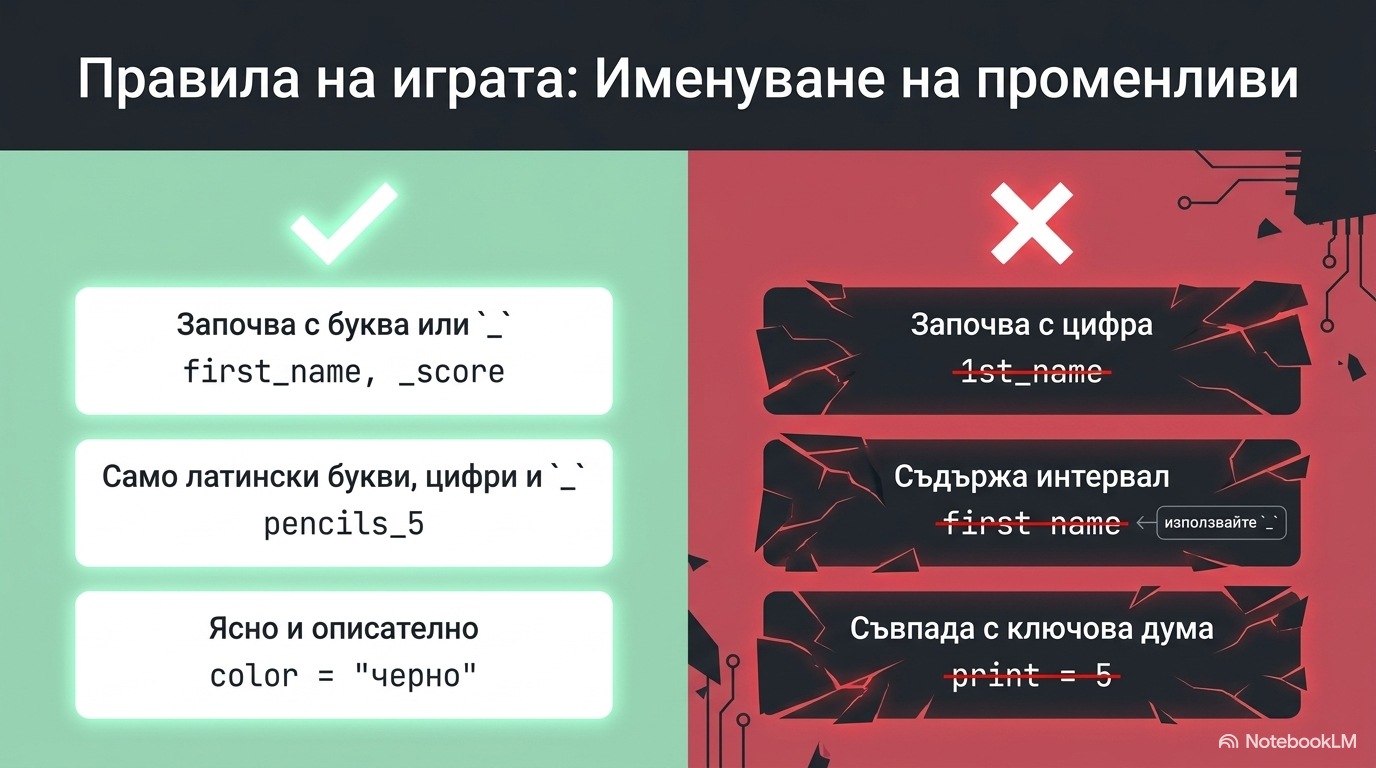 Правила на играта: Именуване на променливи
Започва с буква или `_`
first_name, _score
Само латински букви, цифри и `_`
pencils_5
Ясно и описателно
color = "черно"
Започва с цифра
1st_name
Съдържа интервал
first name
използвайте `_`
Съвпада с ключова дума
print = 5
NotebookLM